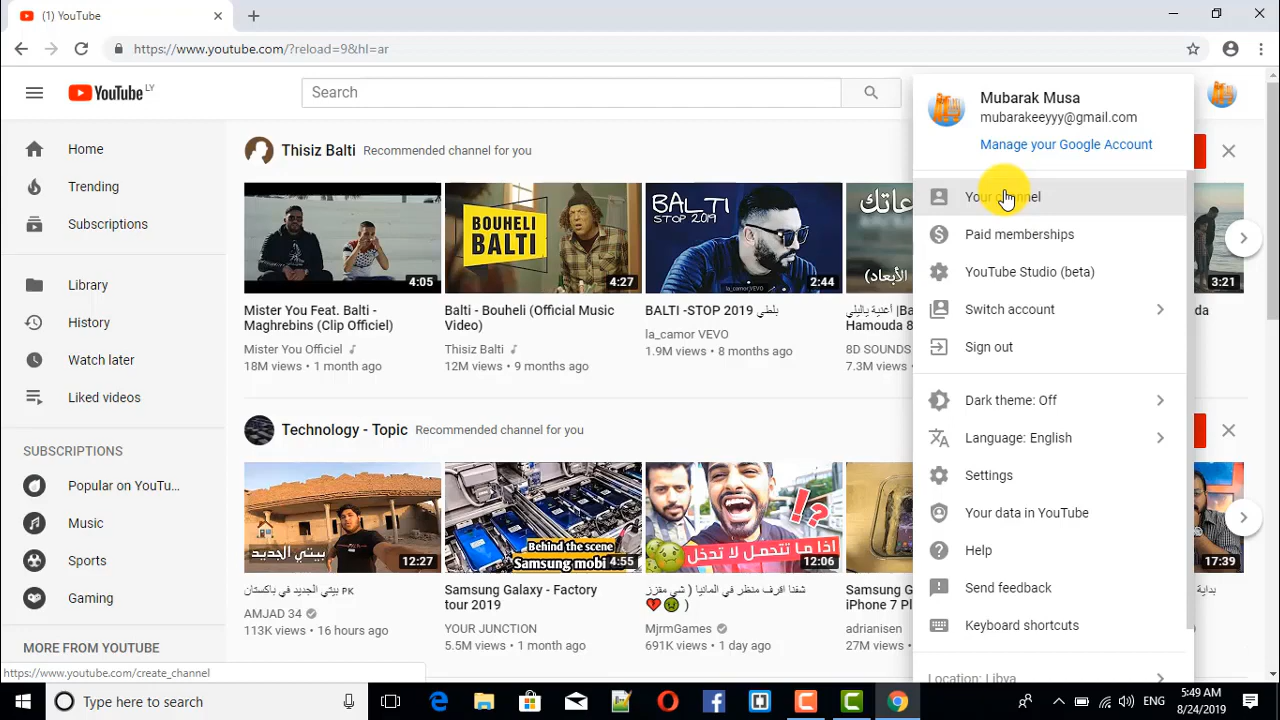 (1) YouTube
https://www.youtube.com/?reload=9&hl=ar
YouTube LY
Search
Home
Trending
Subscriptions
Library
History
Watch later
Liked videos
SUBSCRIPTIONS
Popular on YouTu...
Music
Sports
Gaming
MORE FROM YOUTUBE
Thisiz Balti Recommended channel for you
4:05
BOUHELI
BALTI
4:27
BALTI
STOP 2019
la_camor_VEVO
2:44
3:21
Mister You Feat. Balti -
Maghrebins (Clip Officiel)
Mister You Officiel
18M views • 1 month ago
Balti - Bouheli (Official Music
Video)
Thisiz Balti
12M views • 9 months ago
BALTI -STOP 2019 بلطي
la_camor VEVO
1.9M views • 8 months ago
Hamouda 8
8D SOUNDS
7.3M views •
Technology - Topic Recommended channel for you
بيتي الجديد
12:27
Behind the scene
Samsung mobi
4:55
!?
اذا ما تتحمل لا تدخل
12:06
17:39
بيتي الجديد في باكستان PK
AMJAD 34
113K views • 16 hours ago
Samsung Galaxy - Factory
tour 2019
YOUR JUNCTION
5.5M views • 1 month ago
شفنا اقرف منظر في المانيا ( شي مقزز
)
MjrmGames
691K views • 1 day ago
Samsung G
iPhone 7 Pl
adrianisen
27M views •
بداية
Mubarak Musa
mubarakeeyyy@gmail.com
Manage your Google Account
Your channel
Paid memberships
YouTube Studio (beta)
Switch account
Sign out
Dark theme: Off
Language: English
Settings
Your data in YouTube
Help
Send feedback
Keyboard shortcuts
Location: Libya
https://www.youtube.com/create_channel
Type here to search
ENG
5:49 AM
8/24/2019